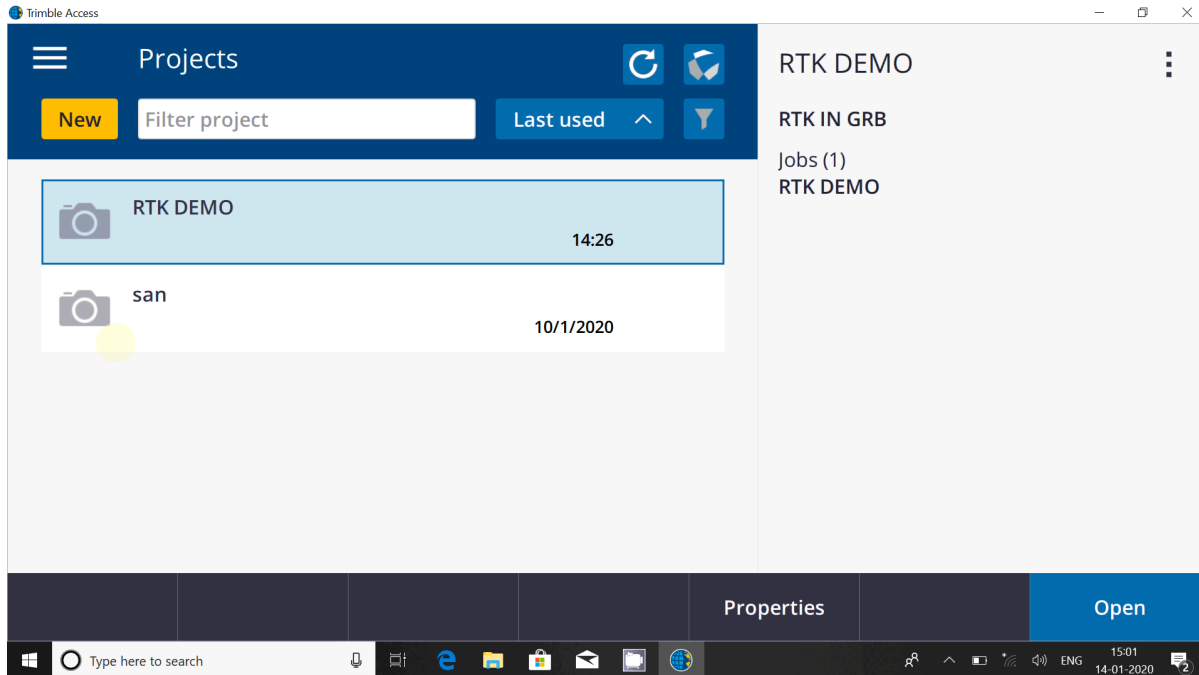 Trimble Access
Projects
New
Filter project
Last used
RTK DEMO
14:26
san
10/1/2020
RTK DEMO
RTK IN GRB
Jobs (1)
RTK DEMO
Properties
Open
Type here to search
ENG
15:01
14-01-2020
2